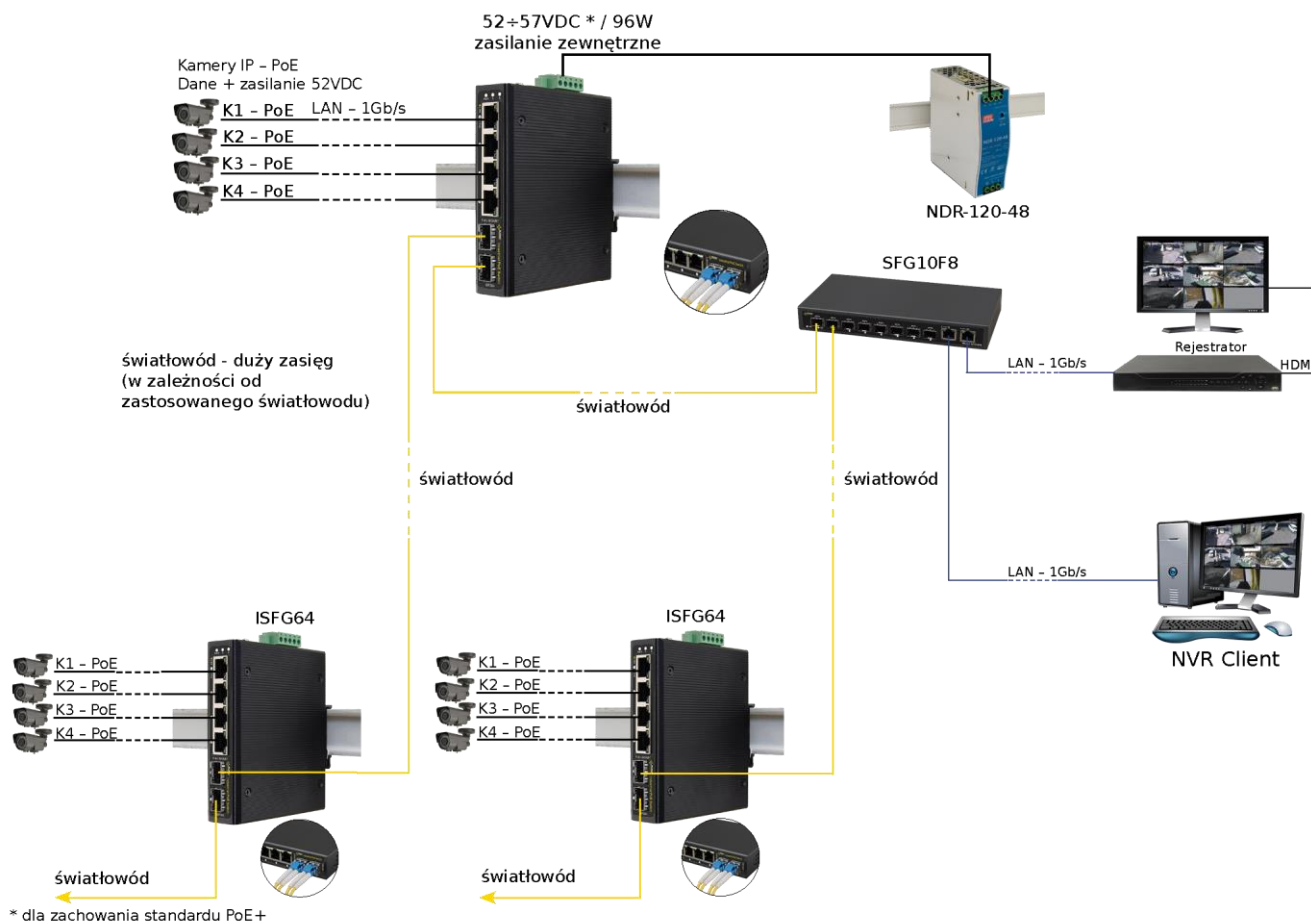 52÷57VDC * / 96W
zasilanie zewnętrzne
Kamery IP – PoE
Dane + zasilanie 52VDC
K1 – PoE LAN – 1Gb/s
K2 – PoE
K3 – PoE
K4 – PoE
NDR-120-48
SFG10F8
Rejestrator
LAN – 1Gb/s
HDM
światłowód - duży zasięg
(w zależności od
zastosowanego światłowodu)
światłowód
światłowód
światłowód
LAN – 1Gb/s
NVR Client
ISFG64
K1 – PoE
K2 – PoE
K3 – PoE
K4 – PoE
światłowód
ISFG64
K1 – PoE
K2 – PoE
K3 – PoE
K4 – PoE
światłowód
* dla zachowania standardu PoE+